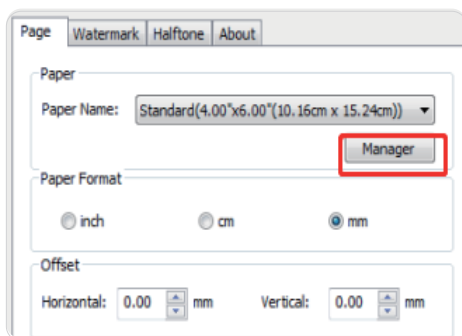 Page Watermark Halftone About
Paper
Paper Name: Standard(4.00"x6.00"(10.16cm x 15.24cm))
Manager
Paper Format
inch cm mm
Offset
Horizontal: 0.00 mm Vertical: 0.00 mm